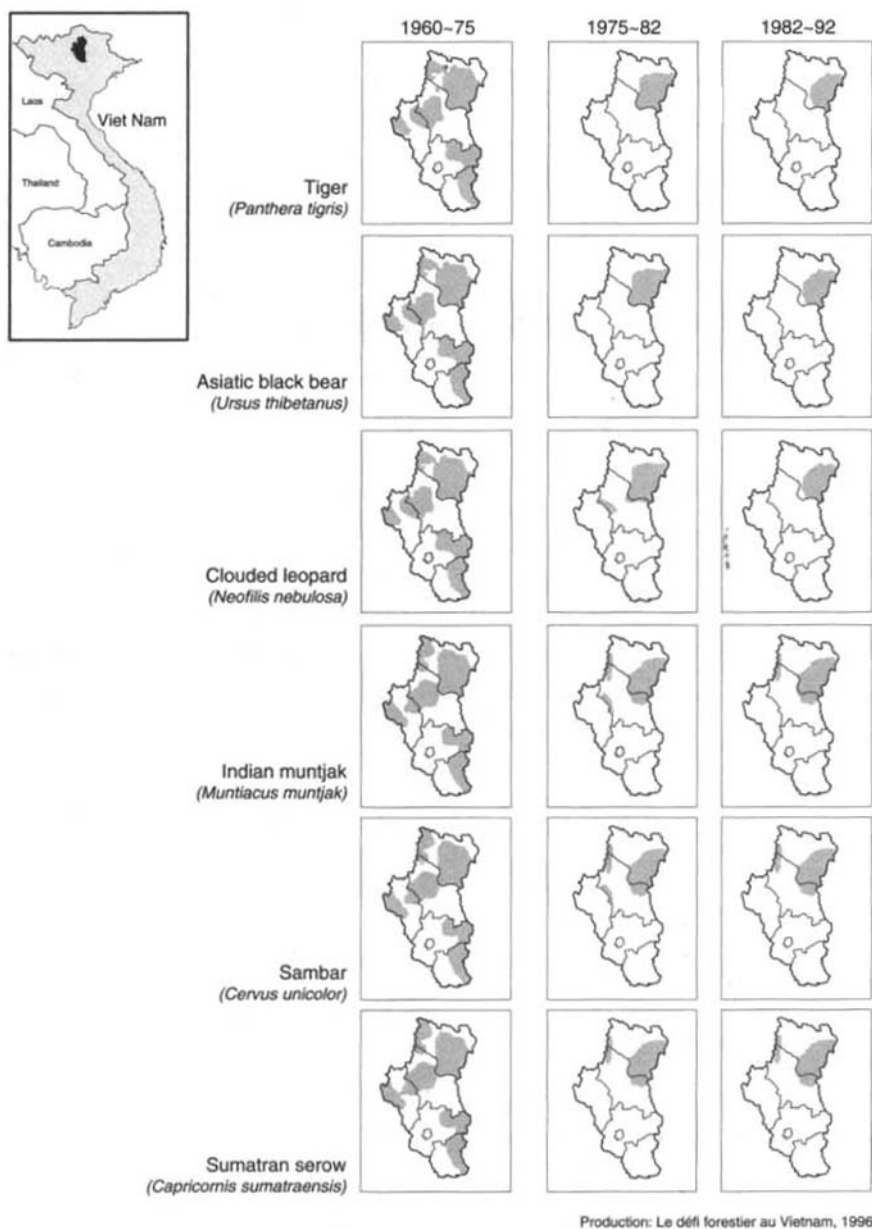 1960~75
1975~82
1982~92
Laos
Viet Nam
Thailand
Cambodia
Tiger
(Panthera tigris)
Asiatic black bear
(Ursus thibetanus)
Clouded leopard
(Neofilis nebulosa)
Indian muntjak
(Muntiacus muntjak)
Sambar
(Cervus unicolor)
Sumatran serow
(Capricornis sumatraensis)
Production: Le défi forestier au Vietnam, 1996